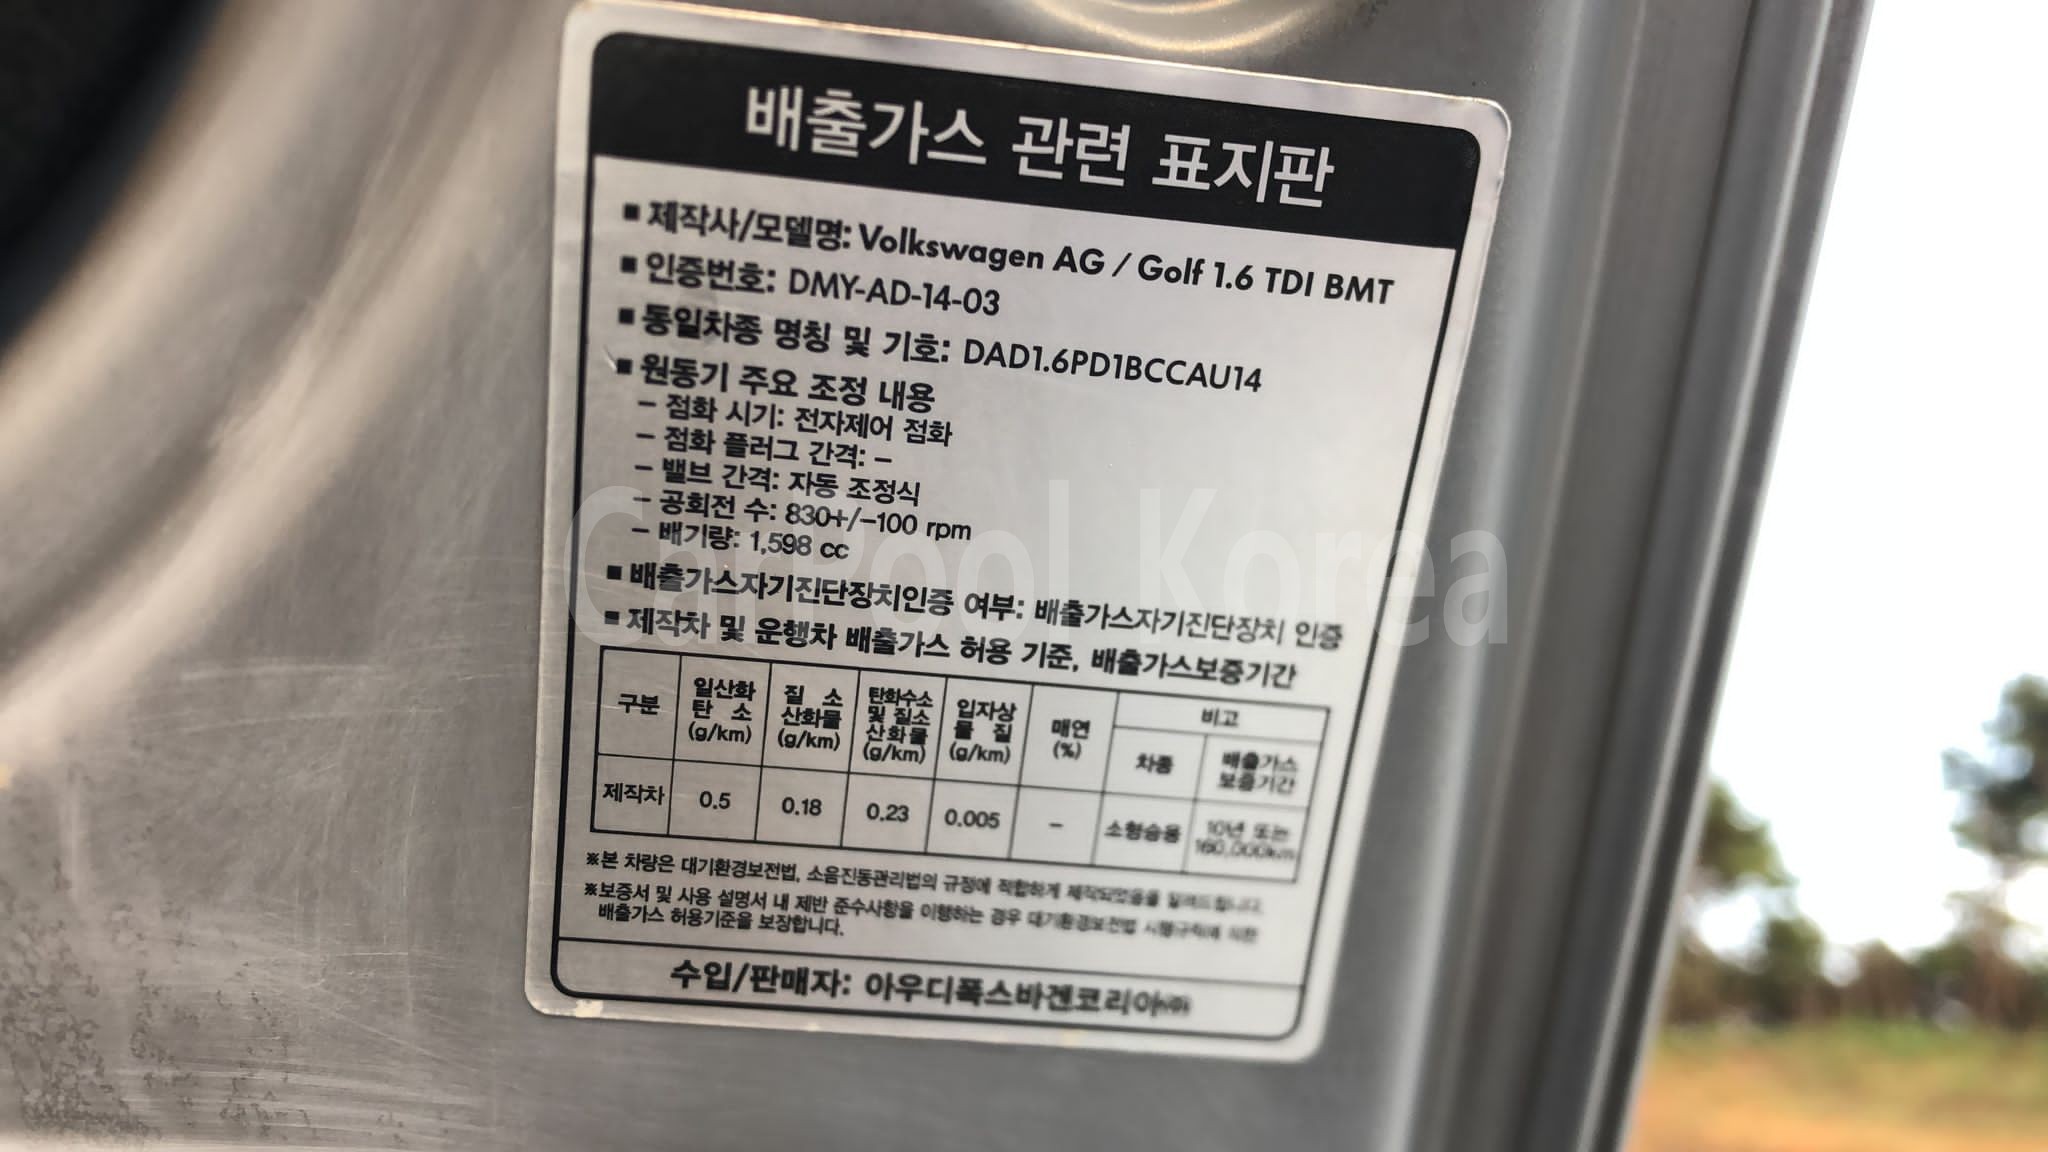 배출가스 관련 표지판
■ 제작사/모델명: Volkswagen AG / Golf 1.6 TDI BMT
■ 인증번호: DMY-AD-14-03
■ 동일차종 명칭 및 기호: DAD1.6PD1BCCAU14
■ 원동기 주요 조정 내용
– 점화 시기: 전자제어 점화
– 점화 플러그 간격: –
– 밸브 간격: 자동 조정식
– 공회전 수: 830+/–100 rpm
– 배기량: 1,598 cc
CarPool Korea
■ 배출가스자기진단장치인증 여부: 배출가스자기진단장치 인증
■ 제작차 및 운행차 배출가스 허용 기준, 배출가스보증기간
구분 일산화탄소 (g/km) 질소산화물 (g/km) 탄화수소 및 질소산화물 (g/km) 입자상물질 (g/km) 매연 (%) 비고
차종 배출가스 보증기간
제작차 0.5 0.18 0.23 0.005 – 소형승용 10년 또는 160,000km
※본 차량은 대기환경보전법, 소음진동관리법의 규정에 적합하게 제작되었음을 알려드립니다.
※보증서 및 사용 설명서 내 제반 준수사항을 이행하는 경우 대기환경보전법 시행규칙에 의한
배출가스 허용기준을 보장합니다.
수입/판매자: 아우디폭스바겐코리아㈜